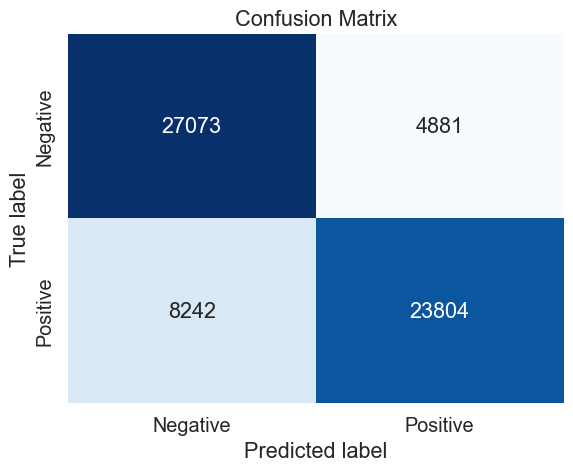 Confusion Matrix
True label
Negative
27073 4881
Positive
8242 23804
Negative Positive
Predicted label